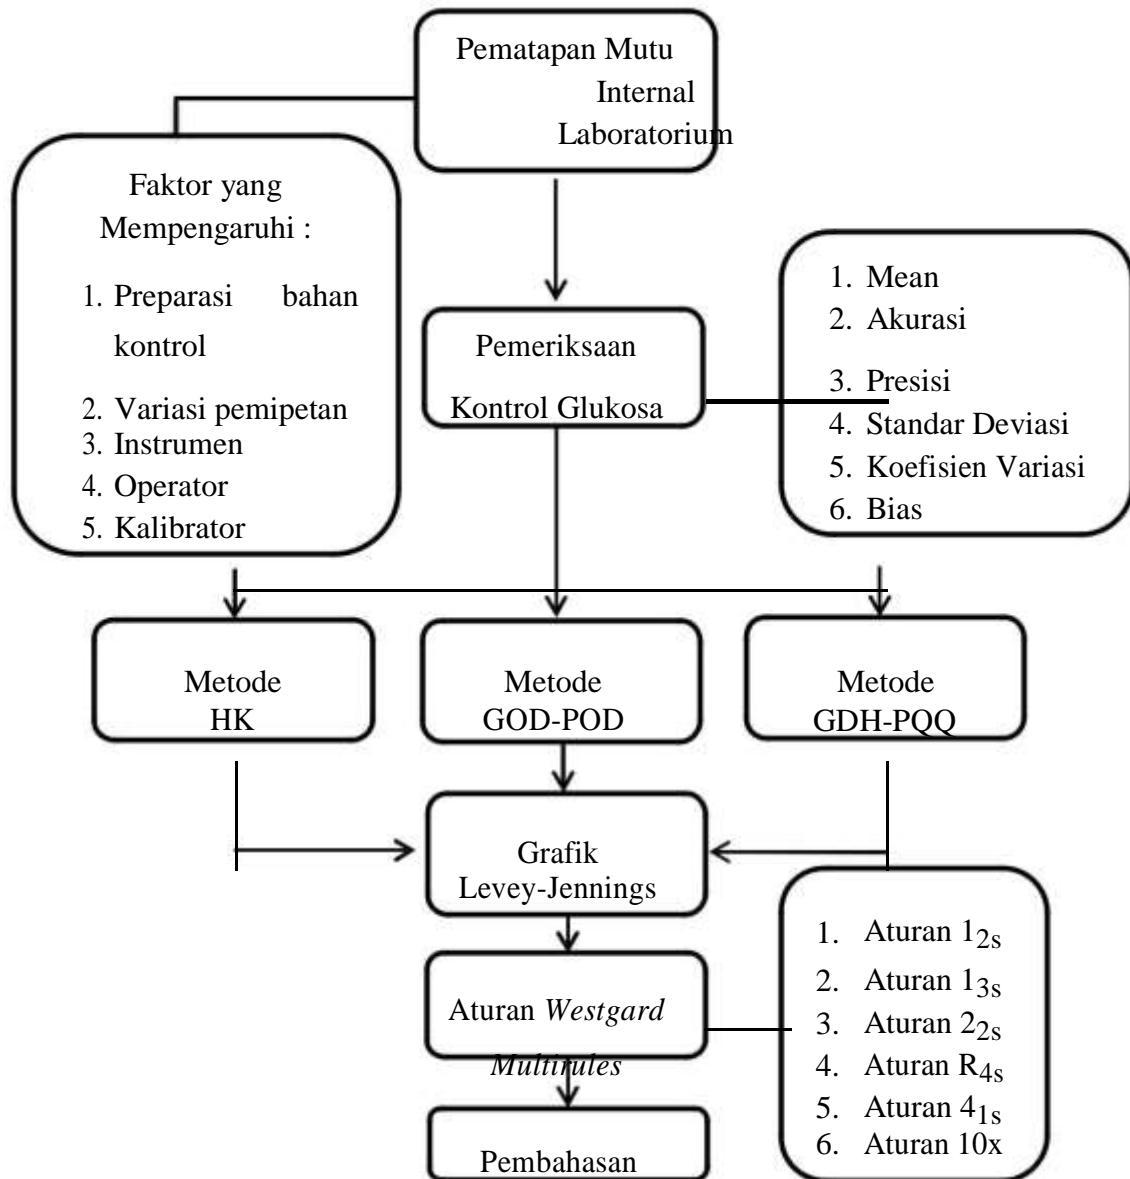 Pematapan Mutu
Internal
Laboratorium
Faktor yang
Mempengaruhi :
1. Preparasi bahan
kontrol
2. Variasi pemipetan
3. Instrumen
4. Operator
5. Kalibrator
Pemeriksaan
Kontrol Glukosa
1. Mean
2. Akurasi
3. Presisi
4. Standar Deviasi
5. Koefisien Variasi
6. Bias
Metode
HK
Metode
GOD-POD
Metode
GDH-PQQ
Grafik
Levey-Jennings
Aturan Westgard
Multirules
1. Aturan 1₂s
2. Aturan 1₃s
3. Aturan 2₂s
4. Aturan R₄s
5. Aturan 4₁s
6. Aturan 10x
Pembahasan